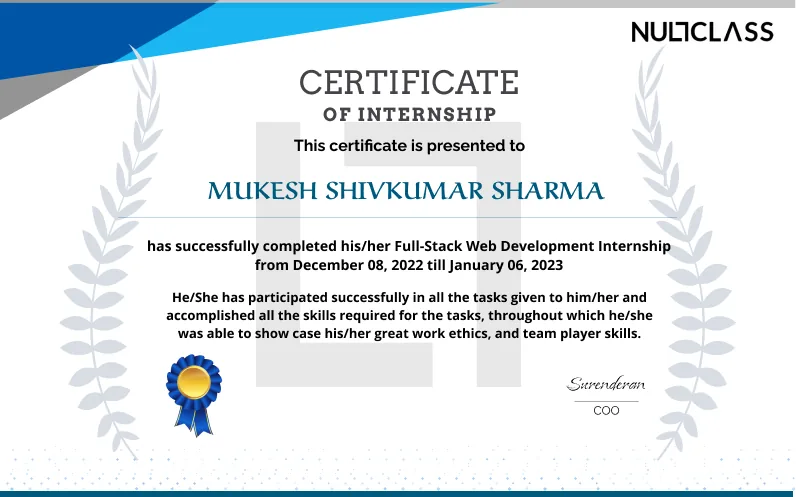 NULLCLASS
CERTIFICATE
OF INTERNSHIP
This certificate is presented to
MUKESH SHIVKUMAR SHARMA
has successfully completed his/her Full-Stack Web Development Internship
from December 08, 2022 till January 06, 2023
He/She has participated successfully in all the tasks given to him/her and
accomplished all the skills required for the tasks, throughout which he/she
was able to show case his/her great work ethics, and team player skills.
Surenderan
COO